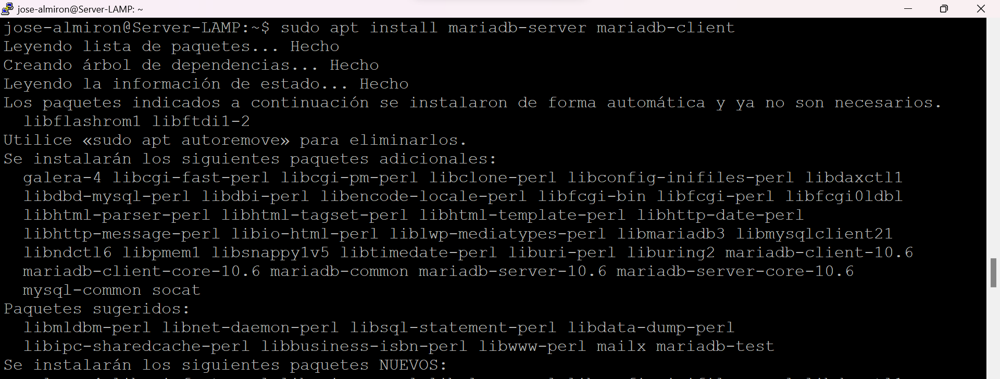 jose-almiron@Server-LAMP: ~
jose-almiron@Server-LAMP:~$ sudo apt install mariadb-server mariadb-client
Leyendo lista de paquetes... Hecho
Creando árbol de dependencias... Hecho
Leyendo la información de estado... Hecho
Los paquetes indicados a continuación se instalaron de forma automática y ya no son necesarios.
  libflashrom1 libftdi1-2
Utilice «sudo apt autoremove» para eliminarlos.
Se instalarán los siguientes paquetes adicionales:
  galera-4 libcgi-fast-perl libcgi-pm-perl libclone-perl libconfig-inifiles-perl libdaxctl1
  libdbd-mysql-perl libdbi-perl libencode-locale-perl libfcgi-bin libfcgi-perl libfcgi0ldbl
  libhtml-parser-perl libhtml-tagset-perl libhtml-template-perl libhttp-date-perl
  libhttp-message-perl libio-html-perl liblwp-mediatypes-perl libmariadb3 libmysqlclient21
  libndctl6 libpmem1 libsnappy1v5 libtimedate-perl liburi-perl liburing2 mariadb-client-10.6
  mariadb-client-core-10.6 mariadb-common mariadb-server-10.6 mariadb-server-core-10.6
  mysql-common socat
Paquetes sugeridos:
  libmldbm-perl libnet-daemon-perl libsql-statement-perl libdata-dump-perl
  libipc-sharedcache-perl libbusiness-isbn-perl libwww-perl mailx mariadb-test
Se instalarán los siguientes paquetes NUEVOS: